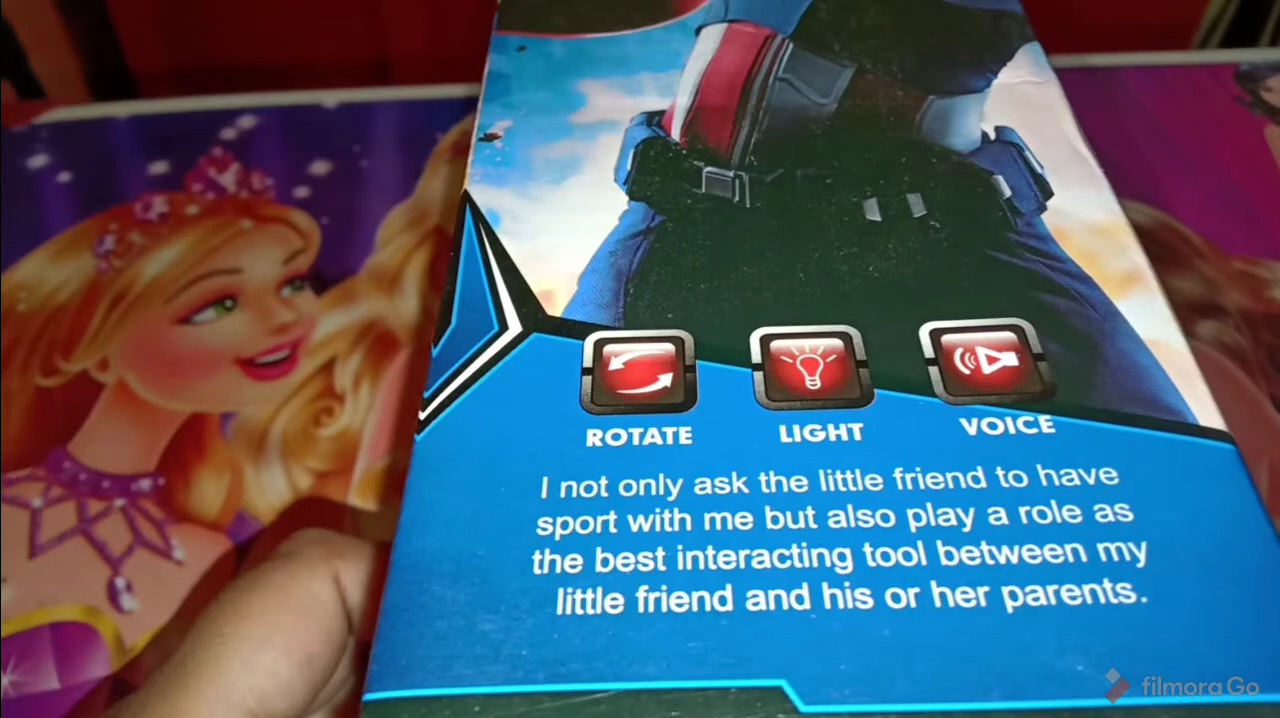 ROTATE LIGHT VOICE
I not only ask the little friend to have
sport with me but also play a role as
the best interacting tool between my
little friend and his or her parents.
filmora Go